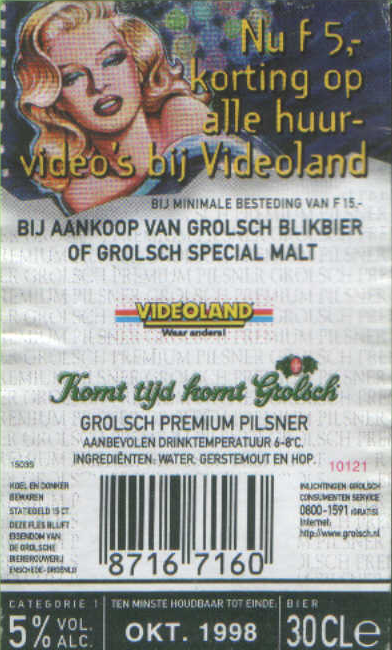 Nu f 5,-
korting op
alle huur-
video's bij Videoland
BIJ MINIMALE BESTEDING VAN F 15,-
BIJ AANKOOP VAN GROLSCH BLIKBIER
OF GROLSCH SPECIAL MALT
VIDEOLAND
Waar anders!
Komt tijd komt Grolsch
GROLSCH PREMIUM PILSNER
AANBEVOLEN DRINKTEMPERATUUR 6-8°C.
INGREDIËNTEN: WATER, GERSTEMOUT EN HOP.
10121
KOEL EN DONKER
BEWAREN
STATIEGELD 15 CT
DEZE FLES BLIJFT
EIGENDOM VAN
DE GROLSCHE
BIERBROUWERIJ
ENSCHEDE-GROENLO
8716 7160
INLICHTINGEN GROLSCH
CONSUMENTEN SERVICE
0800-1591 (GRATIS)
Internet:
http://www.grolsch.nl
CATEGORIE 1
5% VOL. ALC.
TEN MINSTE HOUDBAAR TOT EINDE:
OKT. 1998
BIER
30 CL e